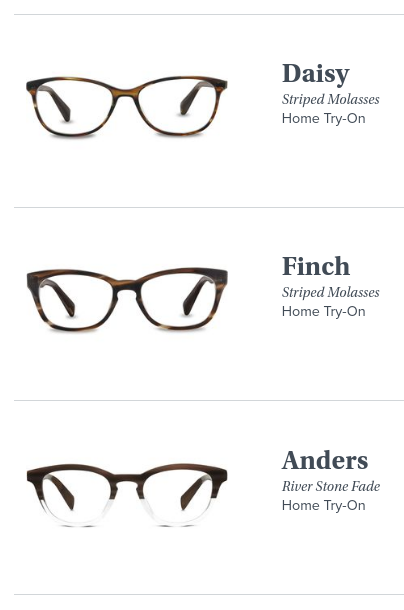 Daisy
Striped Molasses
Home Try-On
Finch
Striped Molasses
Home Try-On
Anders
River Stone Fade
Home Try-On